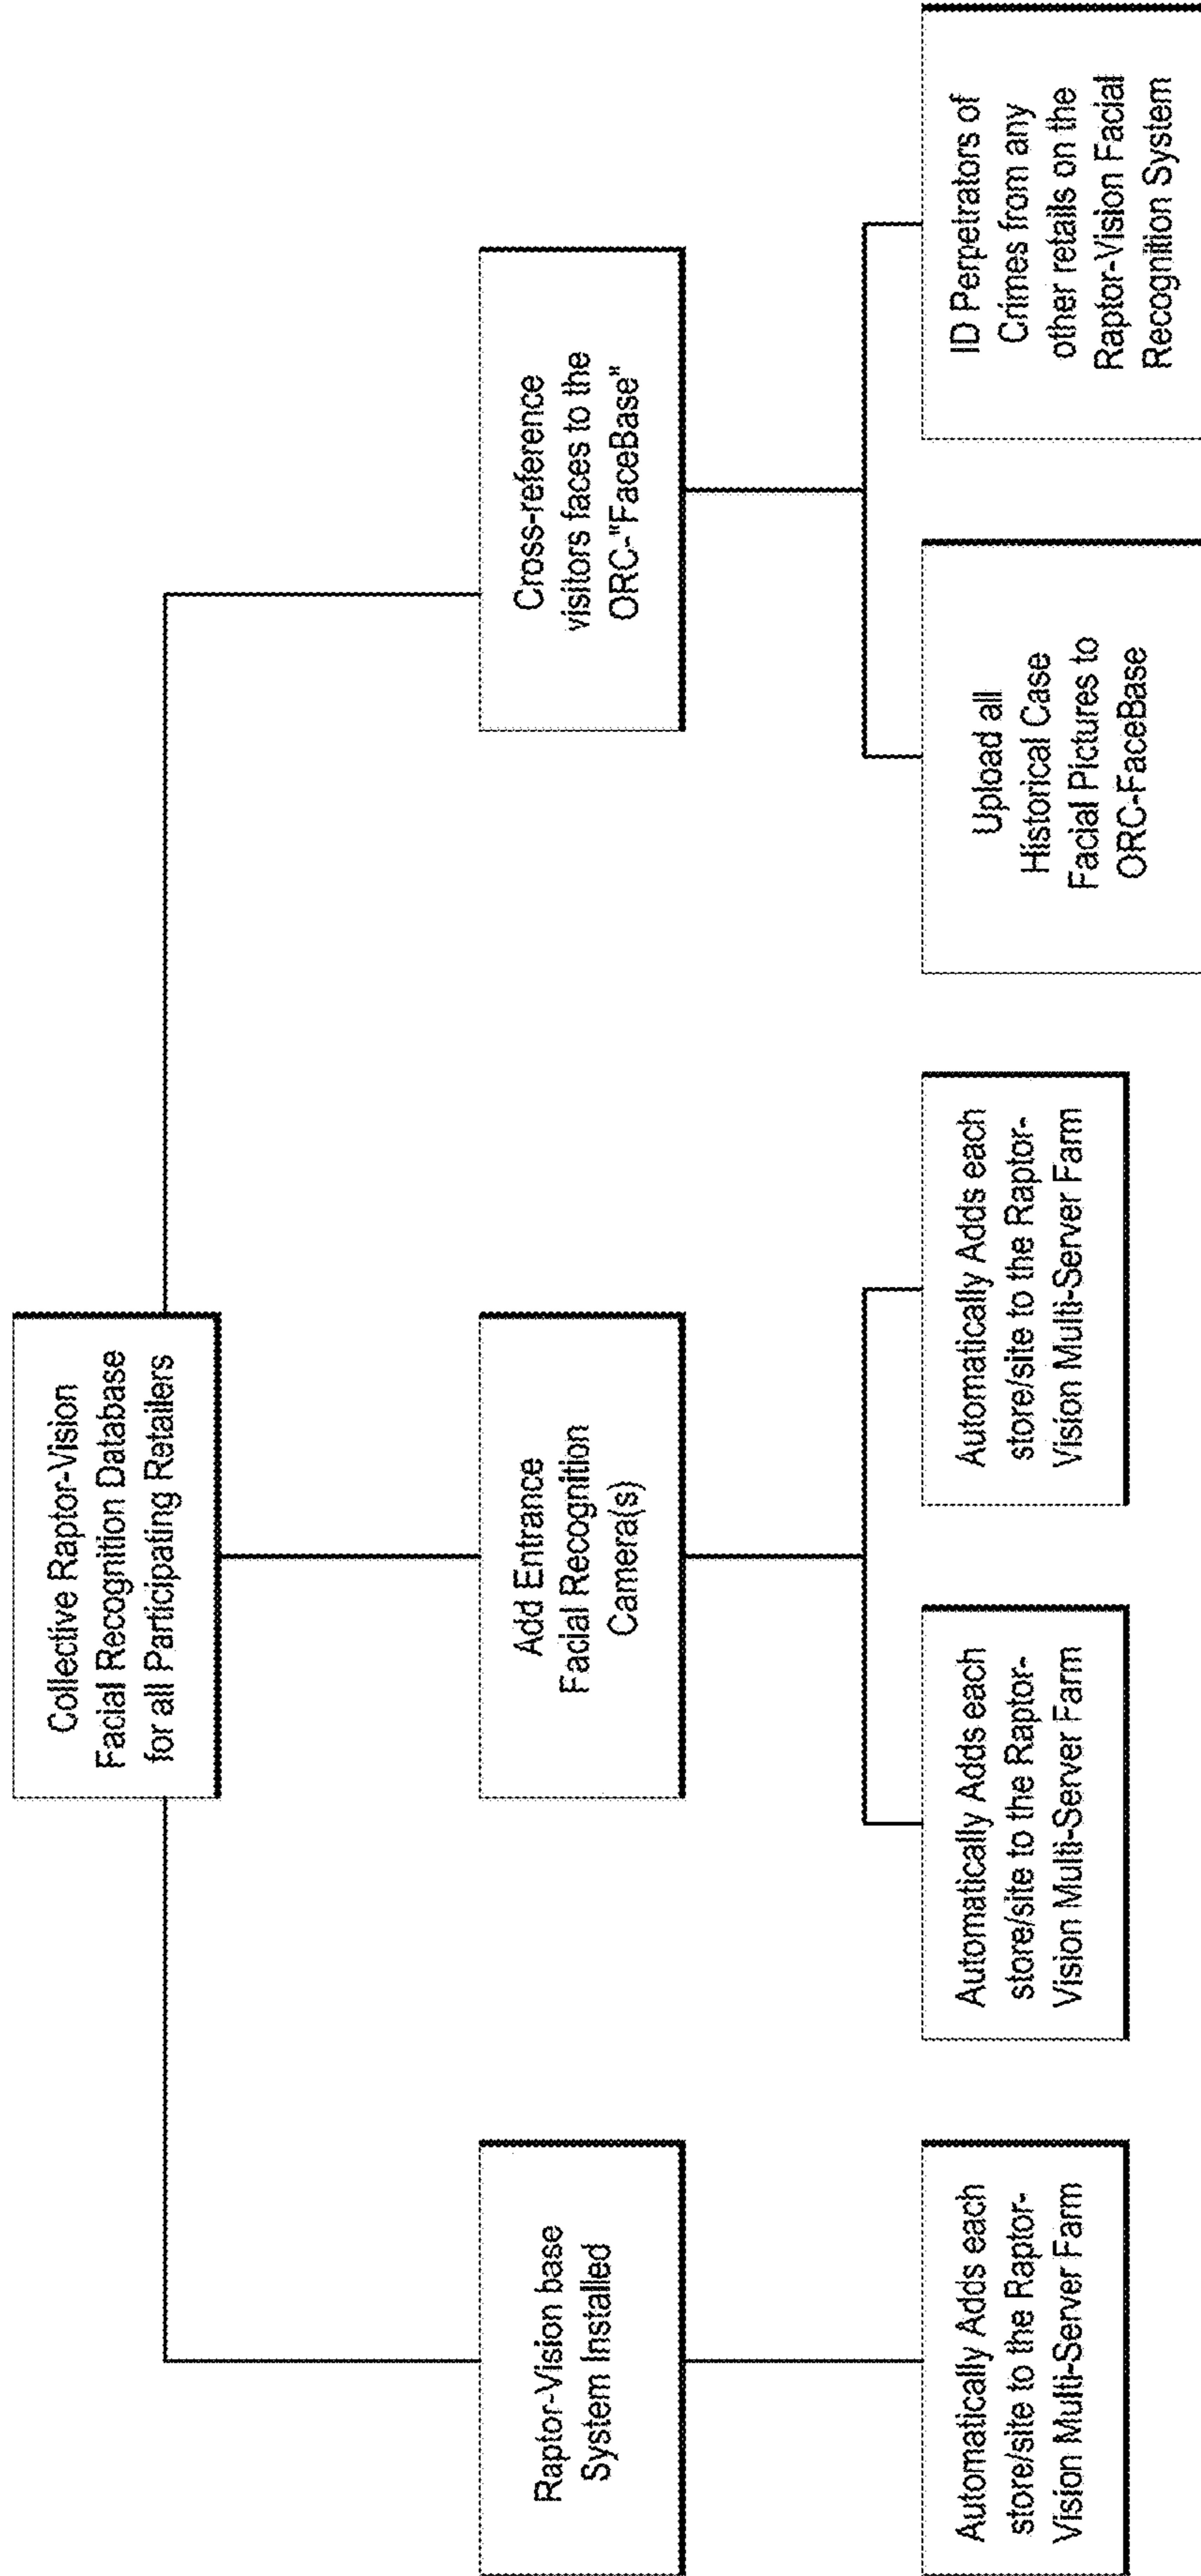 Collective Raptor-Vision
Facial Recognition Database
for all Participating Retailers
Raptor-Vision base
System Installed
Add Entrance
Facial Recognition
Camera(s)
Cross-reference
visitors faces to the
ORC-"FaceBase"
Automatically Adds each
store/site to the Raptor-
Vision Multi-Server Farm
Automatically Adds each
store/site to the Raptor-
Vision Multi-Server Farm
Automatically Adds each
store/site to the Raptor-
Vision Multi-Server Farm
Upload all
Historical Case
Facial Pictures to
ORC-FaceBase
ID Perpetrators of
Crimes from any
other retails on the
Raptor-Vision Facial
Recognition System